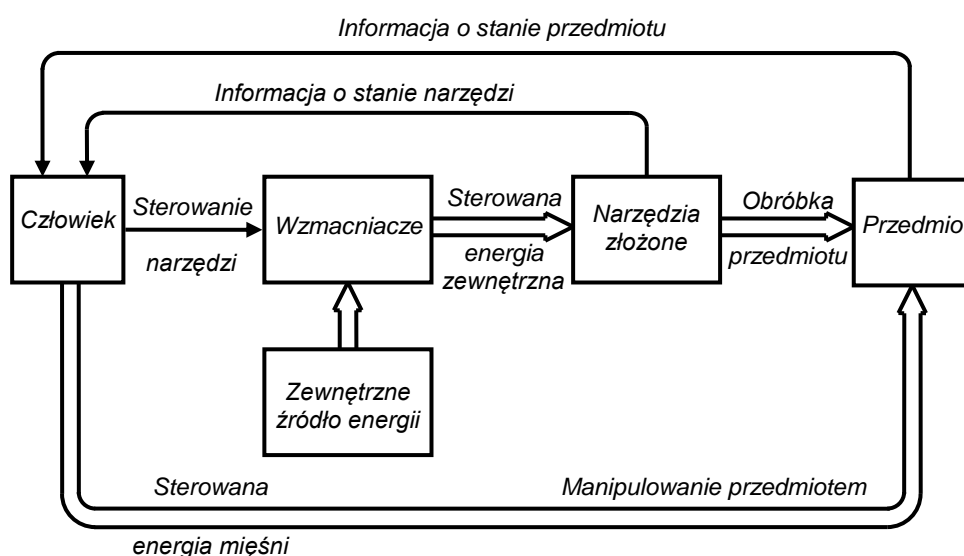 Informacja o stanie przedmiotu
Informacja o stanie narzędzi
Człowiek
Sterowanie
narzędzi
Wzmacniacze
Sterowana
energia
zewnętrzna
Narzędzia
złożone
Obróbka
przedmiotu
Przedmio
Zewnętrzne
źródło energii
Sterowana
energia mięśni
Manipulowanie przedmiotem